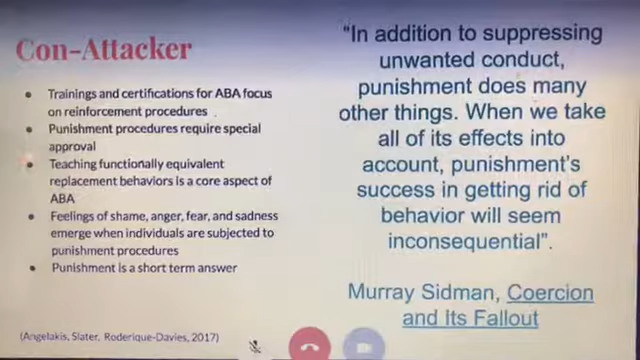 Con-Attacker
Trainings and certifications for ABA focus
on reinforcement procedures
Punishment procedures require special
approval
Teaching functionally equivalent
replacement behaviors is a core aspect of
ABA
Feelings of shame, anger, fear, and sadness
emerge when individuals are subjected to
punishment procedures
Punishment is a short term answer
(Angelakis, Slater, Roderique-Davies, 2017)
"In addition to suppressing
unwanted conduct,
punishment does many
other things. When we take
all of its effects into
account, punishment's
success in getting rid of
behavior will seem
inconsequential".
Murray Sidman, Coercion
and Its Fallout